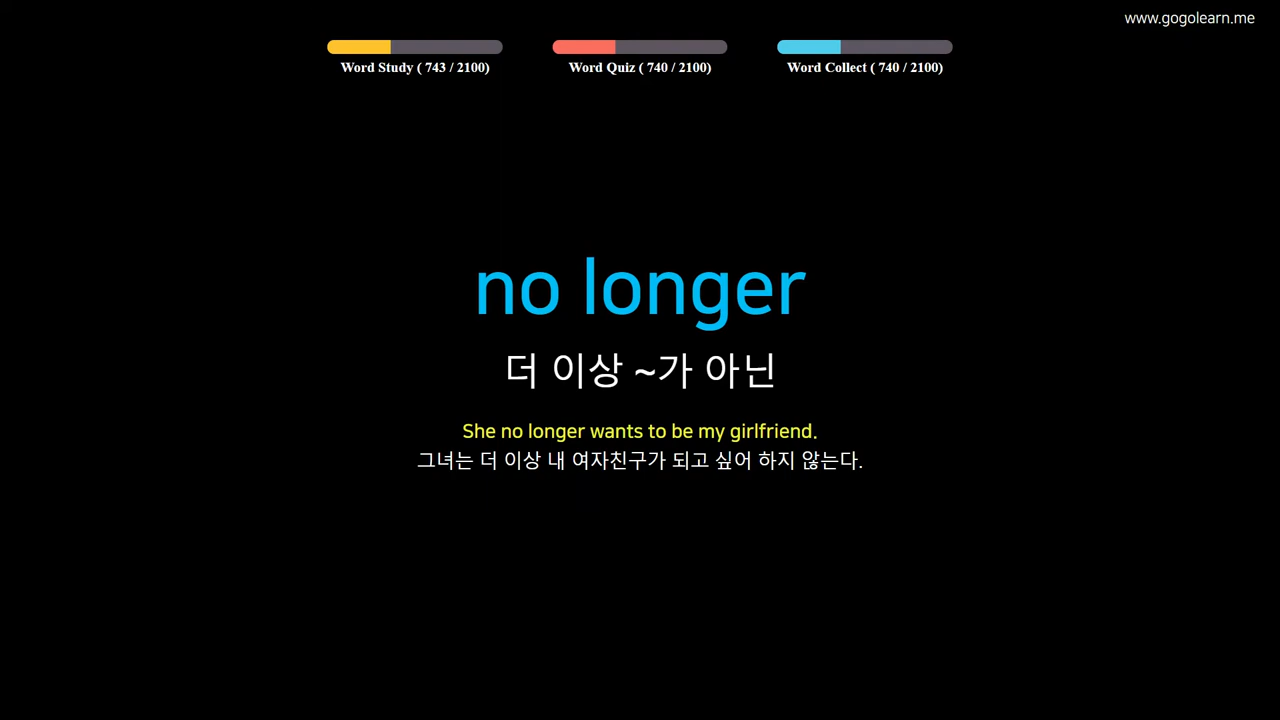 www.gogolearn.me
Word Study ( 743 / 2100)
Word Quiz ( 740 / 2100)
Word Collect ( 740 / 2100)
no longer
더 이상 ~가 아닌
She no longer wants to be my girlfriend.
그녀는 더 이상 내 여자친구가 되고 싶어 하지 않는다.